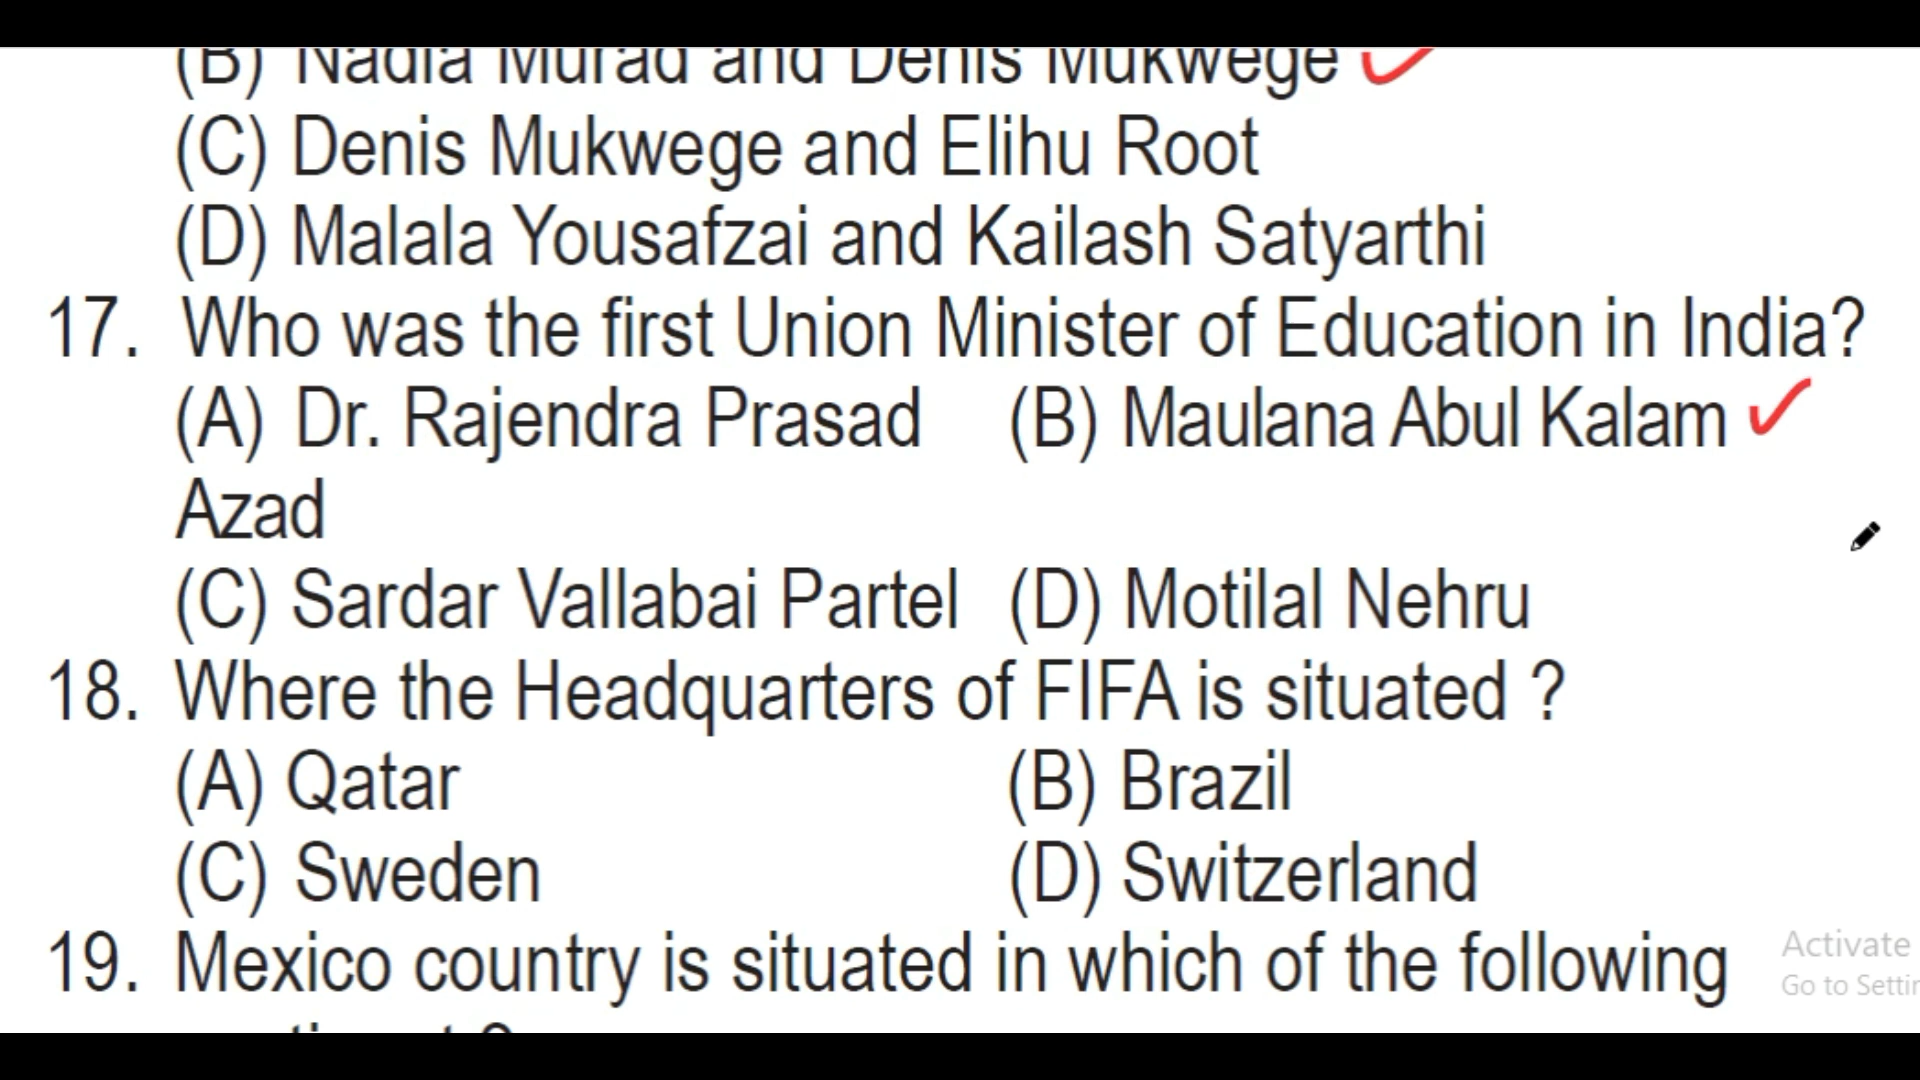 (B) Nadia Murad and Denis Mukwege
(C) Denis Mukwege and Elihu Root
(D) Malala Yousafzai and Kailash Satyarthi
17. Who was the first Union Minister of Education in India?
(A) Dr. Rajendra Prasad (B) Maulana Abul Kalam
Azad
(C) Sardar Vallabai Partel (D) Motilal Nehru
18. Where the Headquarters of FIFA is situated ?
(A) Qatar (B) Brazil
(C) Sweden (D) Switzerland
19. Mexico country is situated in which of the following
Activate
Go to Settin